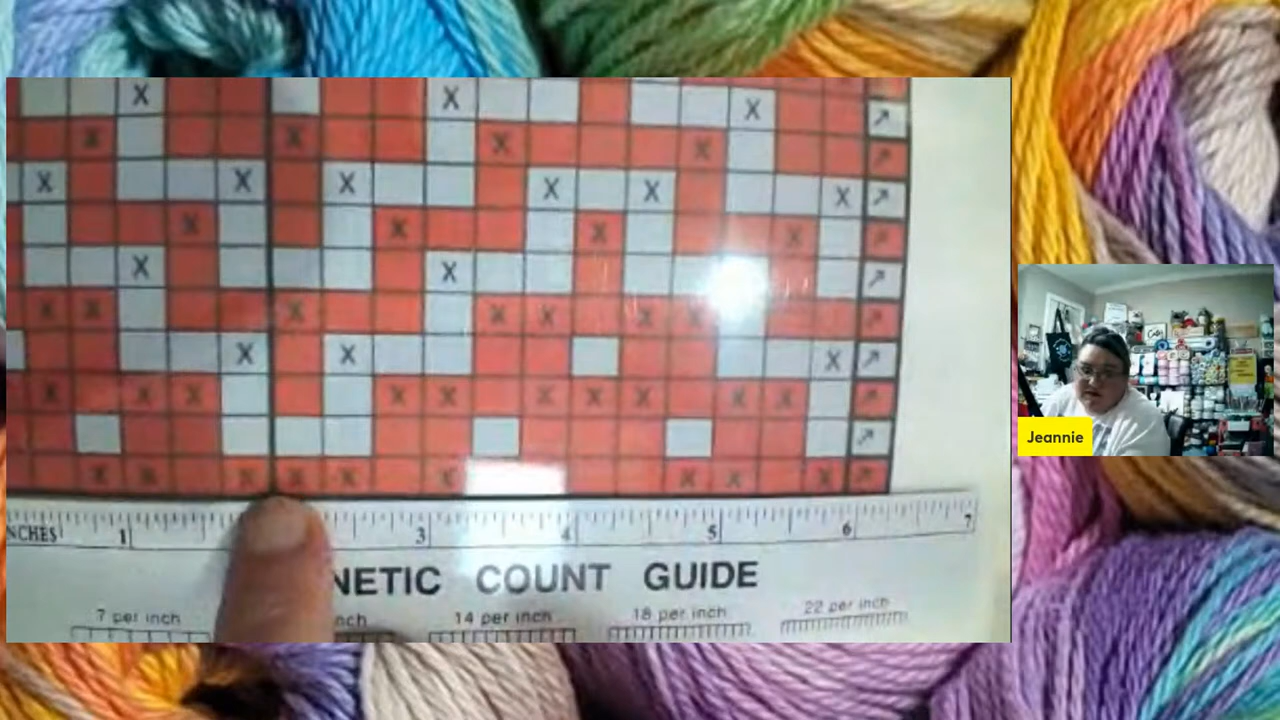 X X X
X X X X
X X X X X X
X X X X
X X
X X X X X X X
X X X
X X X X X X X X X X X
X X X X X X X X X
NCHES 1 3 4 5 6 7
NETIC COUNT GUIDE
7 per inch nch 14 per inch 18 per inch 22 per inch
Jeannie